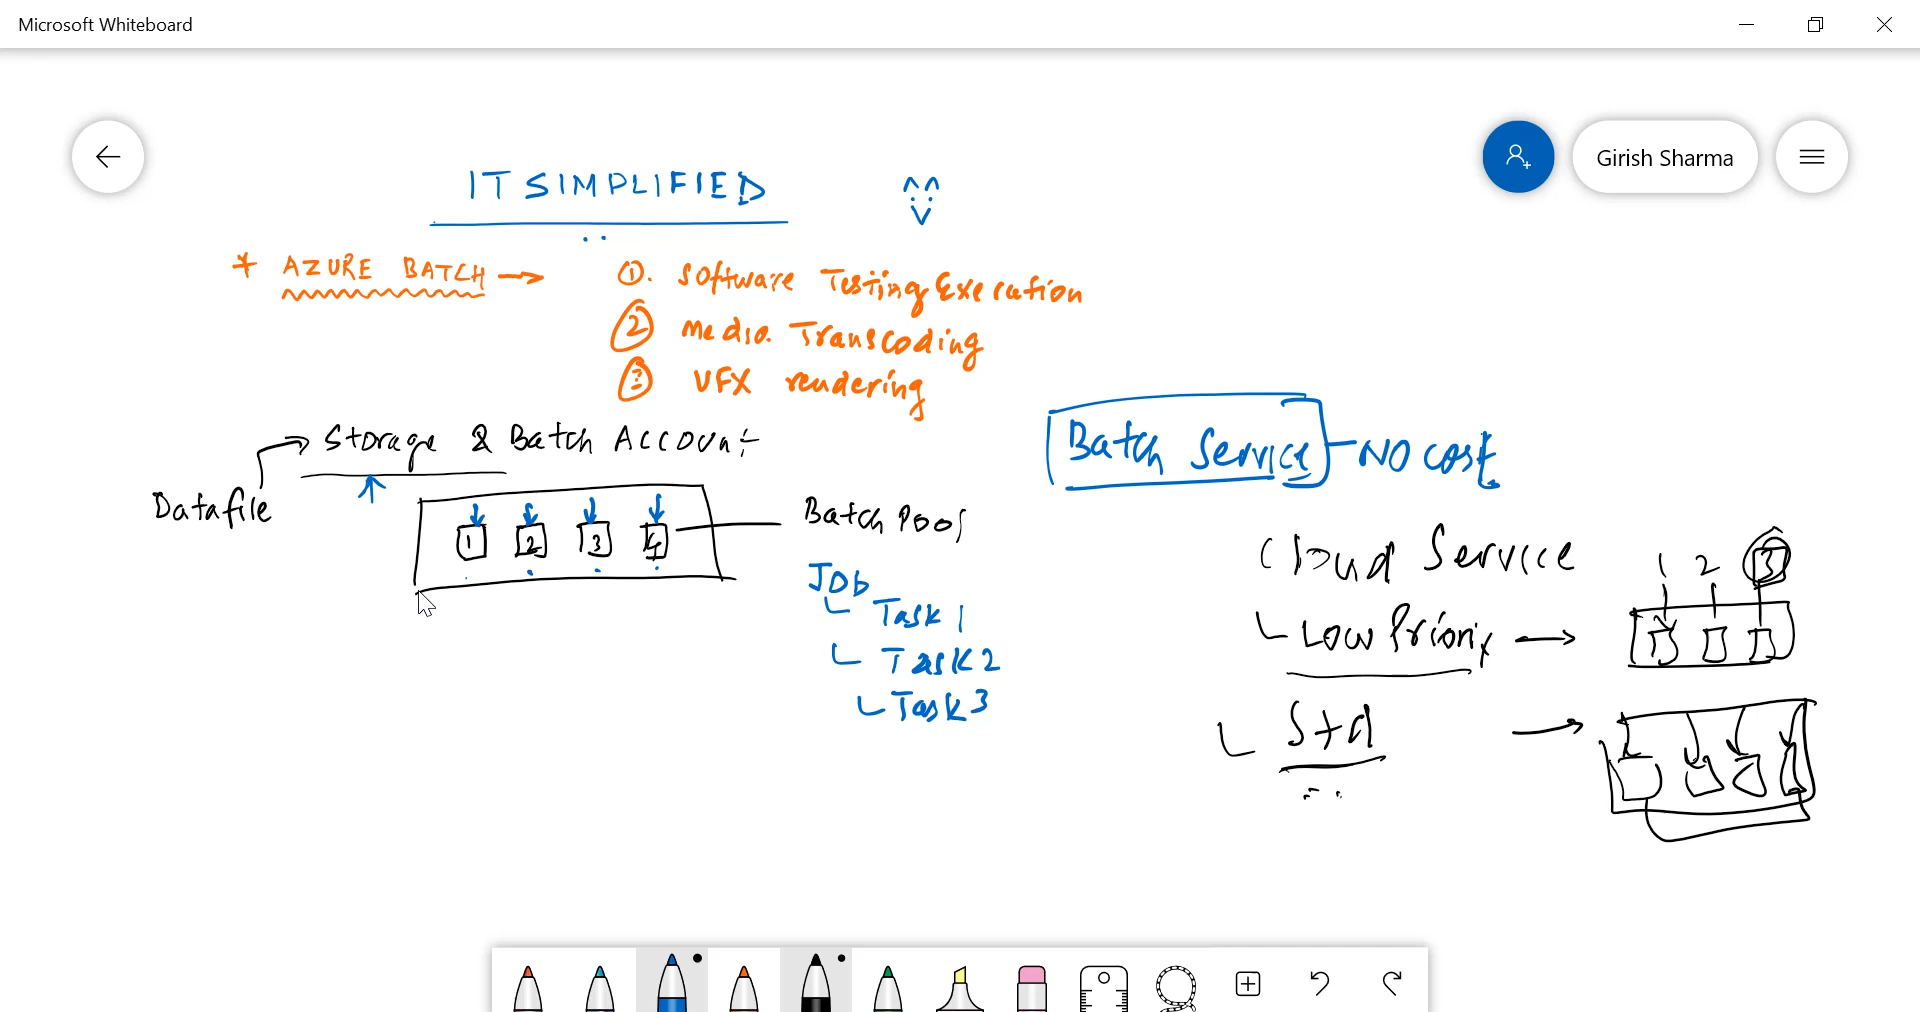 Microsoft Whiteboard
Girish Sharma
IT SIMPLIFIED
* AZURE BATCH → ①. Software Testing Execution
② Media Transcoding
③ VFX rendering
Storage & Batch Account
Datafile
1 2 3 4
Batch Pool
Job
Task 1
Task 2
Task 3
Batch Service - NO cost
Cloud Service
Low Priority →
1 2 3
Std →